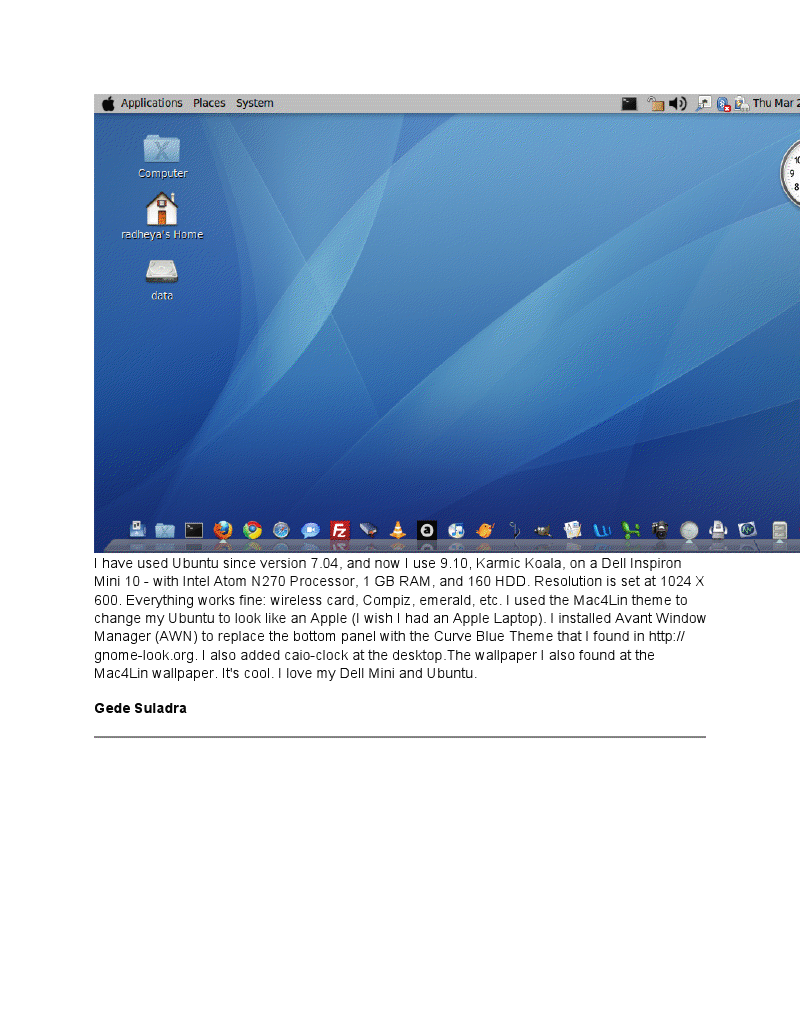 Applications Places System
Thu Mar 2
Computer
10
9
8
radheya's Home
data
Fz
a
I have used Ubuntu since version 7.04, and now I use 9.10, Karmic Koala, on a Dell Inspiron
Mini 10 - with Intel Atom N270 Processor, 1 GB RAM, and 160 HDD. Resolution is set at 1024 X
600. Everything works fine: wireless card, Compiz, emerald, etc. I used the Mac4Lin theme to
change my Ubuntu to look like an Apple (I wish I had an Apple Laptop). I installed Avant Window
Manager (AWN) to replace the bottom panel with the Curve Blue Theme that I found in http://
gnome-look.org. I also added caio-clock at the desktop.The wallpaper I also found at the
Mac4Lin wallpaper. It's cool. I love my Dell Mini and Ubuntu.
Gede Suladra